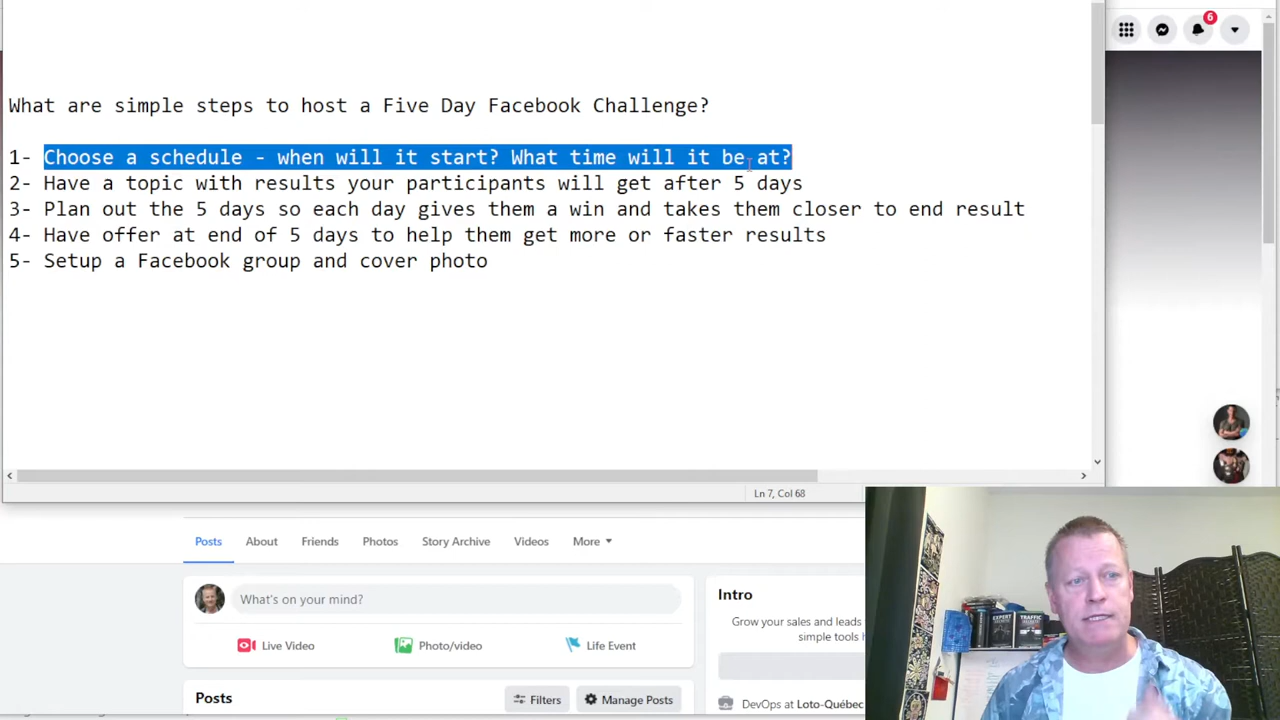 6
What are simple steps to host a Five Day Facebook Challenge?
1- Choose a schedule - when will it start? What time will it be at?
2- Have a topic with results your participants will get after 5 days
3- Plan out the 5 days so each day gives them a win and takes them closer to end result
4- Have offer at end of 5 days to help them get more or faster results
5- Setup a Facebook group and cover photo
Ln 7, Col 68
Posts About Friends Photos Story Archive Videos More
What's on your mind?
Live Video Photo/video Life Event
Posts Filters Manage Posts
Intro
Grow your sales and leads
simple tools
DevOps at Loto-Québec
EXPERT
TRAFFIC